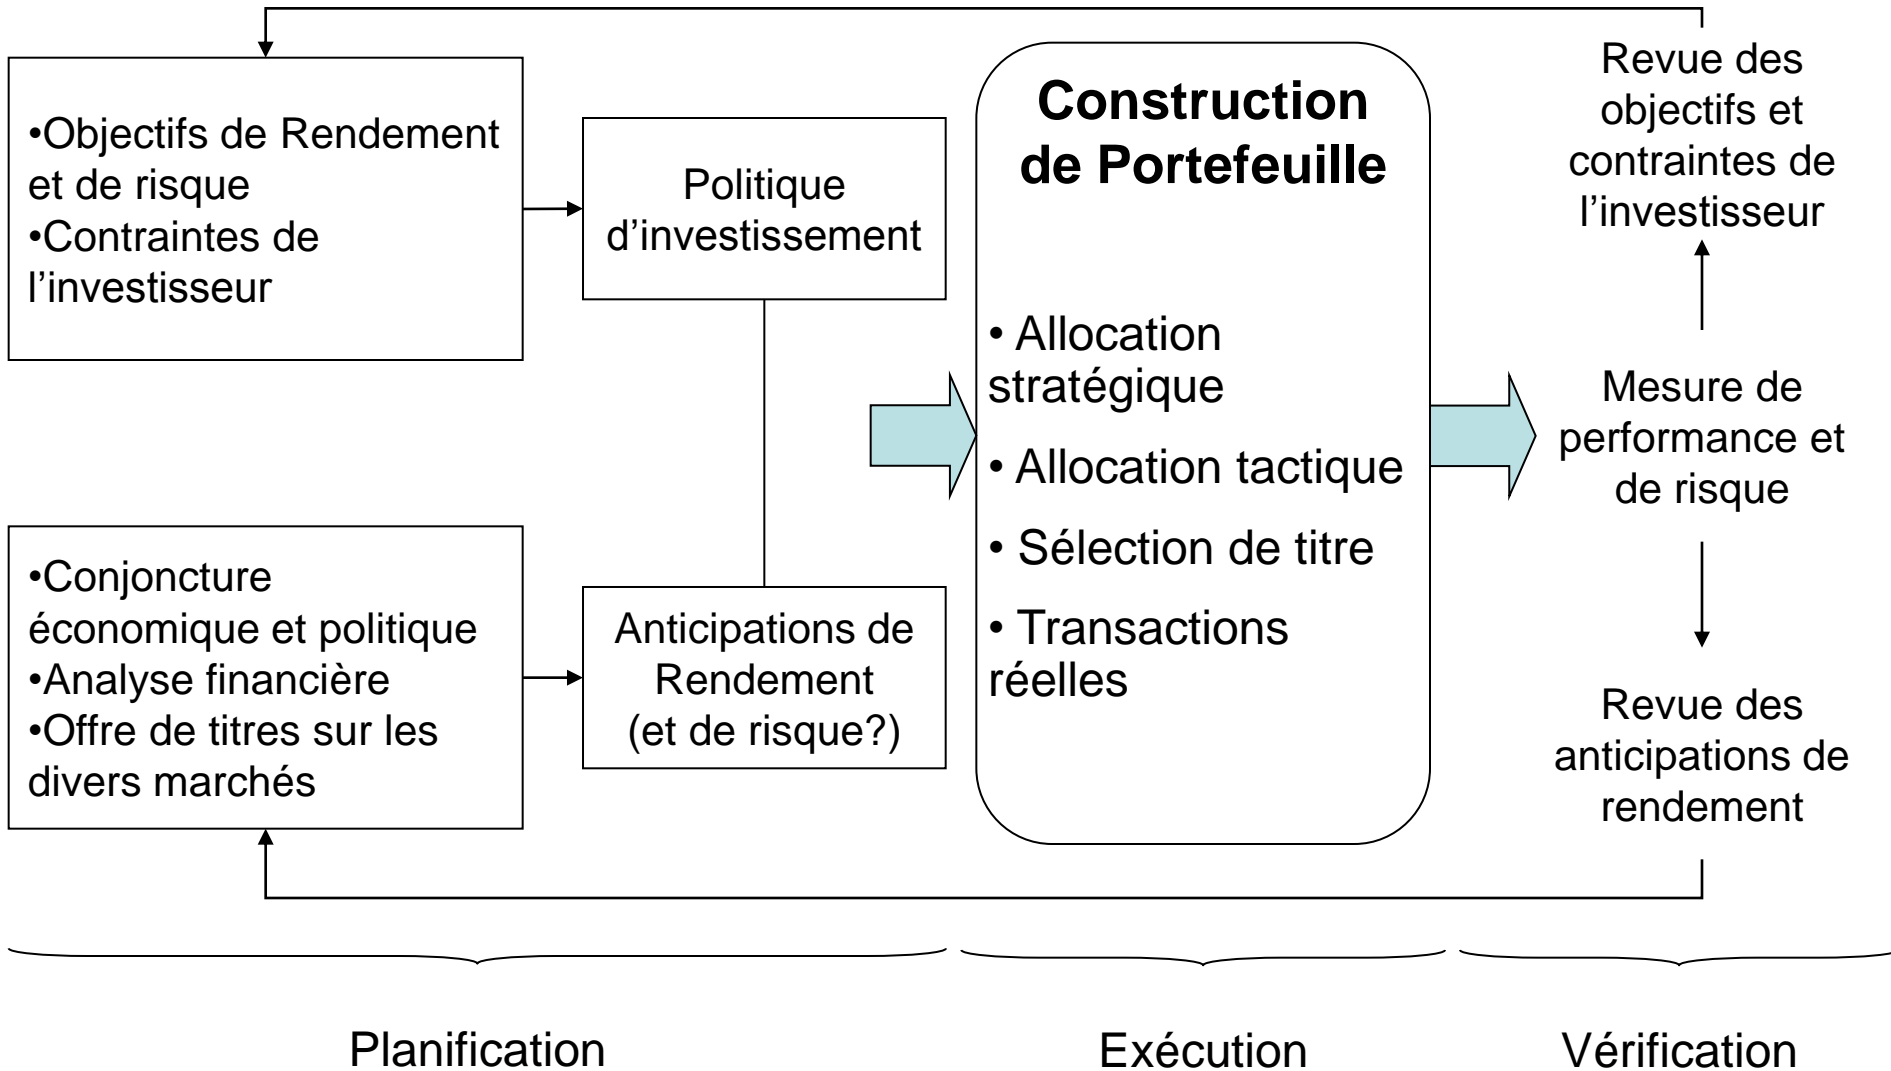 •Objectifs de Rendement
et de risque
•Contraintes de
l’investisseur
Politique
d’investissement
•Conjoncture
économique et politique
•Analyse financière
•Offre de titres sur les
divers marchés
Anticipations de
Rendement
(et de risque?)
Construction
de Portefeuille
• Allocation
stratégique
• Allocation tactique
• Sélection de titre
• Transactions
réelles
Revue des
objectifs et
contraintes de
l’investisseur
Mesure de
performance et
de risque
Revue des
anticipations de
rendement
Planification
Exécution
Vérification